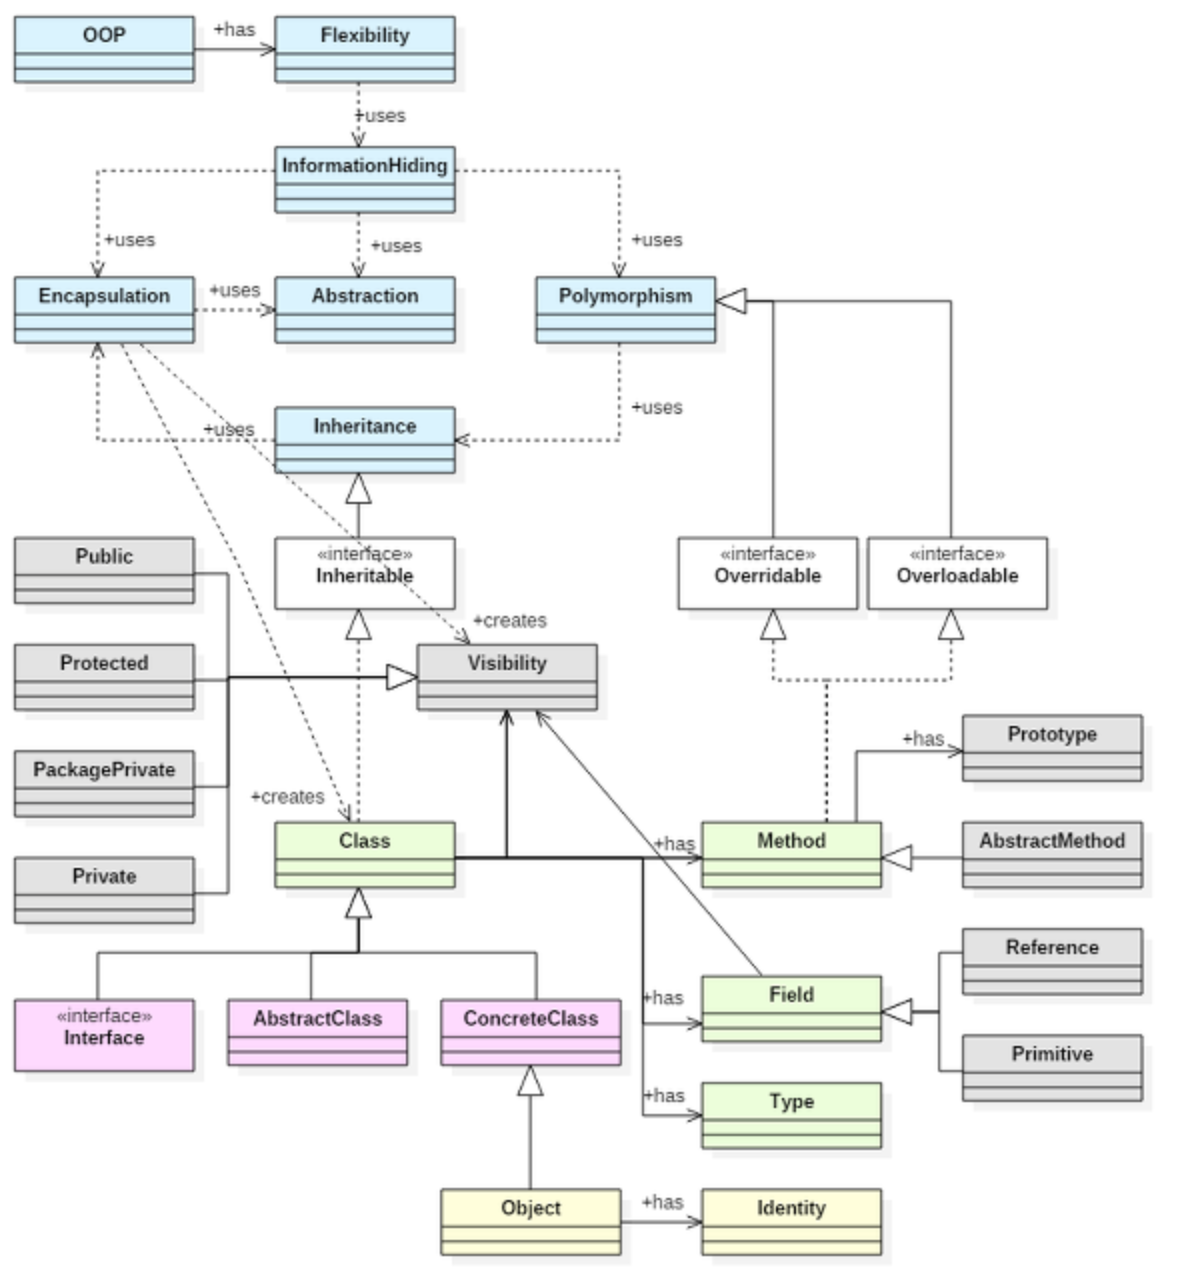 OOP
+has
Flexibility
+uses
InformationHiding
+uses
+uses
+uses
Encapsulation
+uses
Abstraction
Polymorphism
+uses
+uses
Inheritance
Public
«interface»
Inheritable
«interface»
Overridable
«interface»
Overloadable
+creates
Protected
Visibility
PackagePrivate
+has
Prototype
+creates
Class
+has
Method
AbstractMethod
Private
Reference
«interface»
Interface
AbstractClass
ConcreteClass
+has
Field
Primitive
+has
Type
Object
+has
Identity